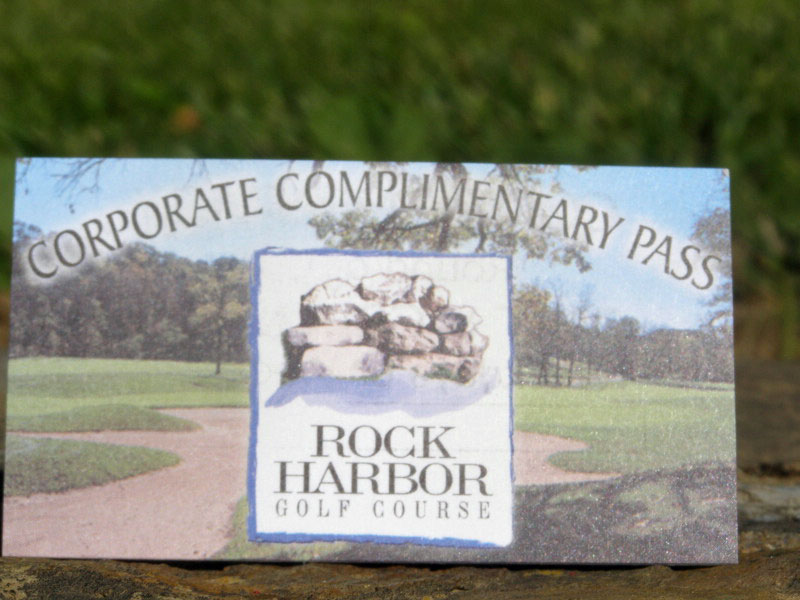 CORPORATE COMPLIMENTARY PASS
ROCK
HARBOR
GOLF COURSE